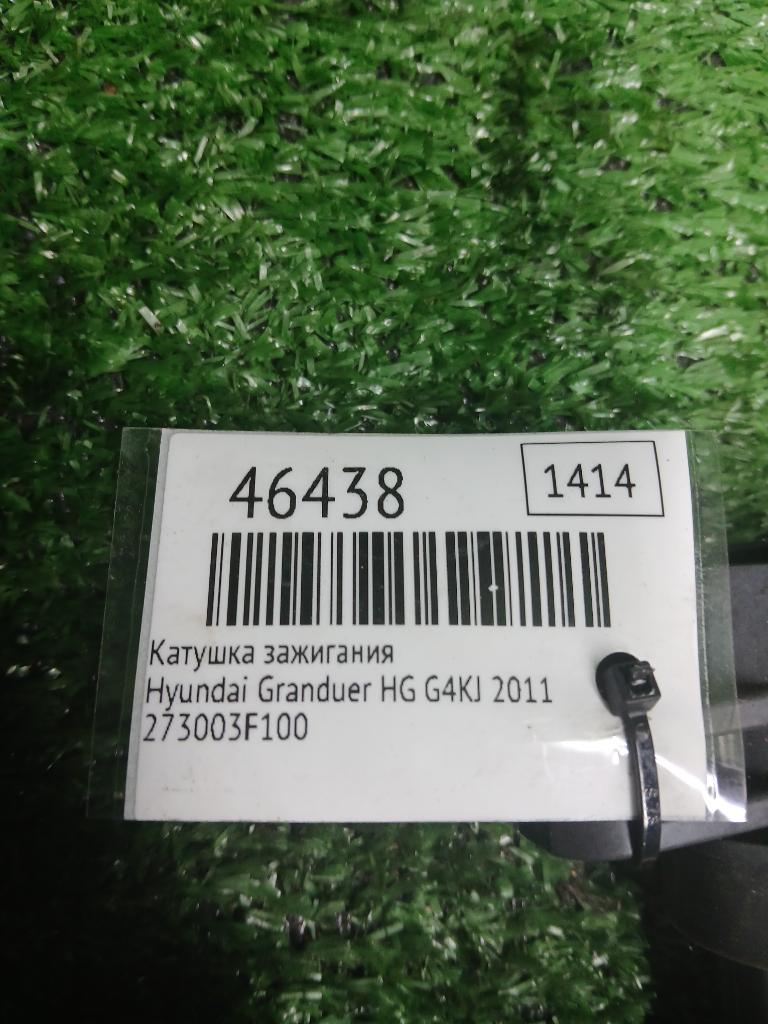 46438
1414
Катушка зажигания
Hyundai Granduer HG G4KJ 2011
273003F100